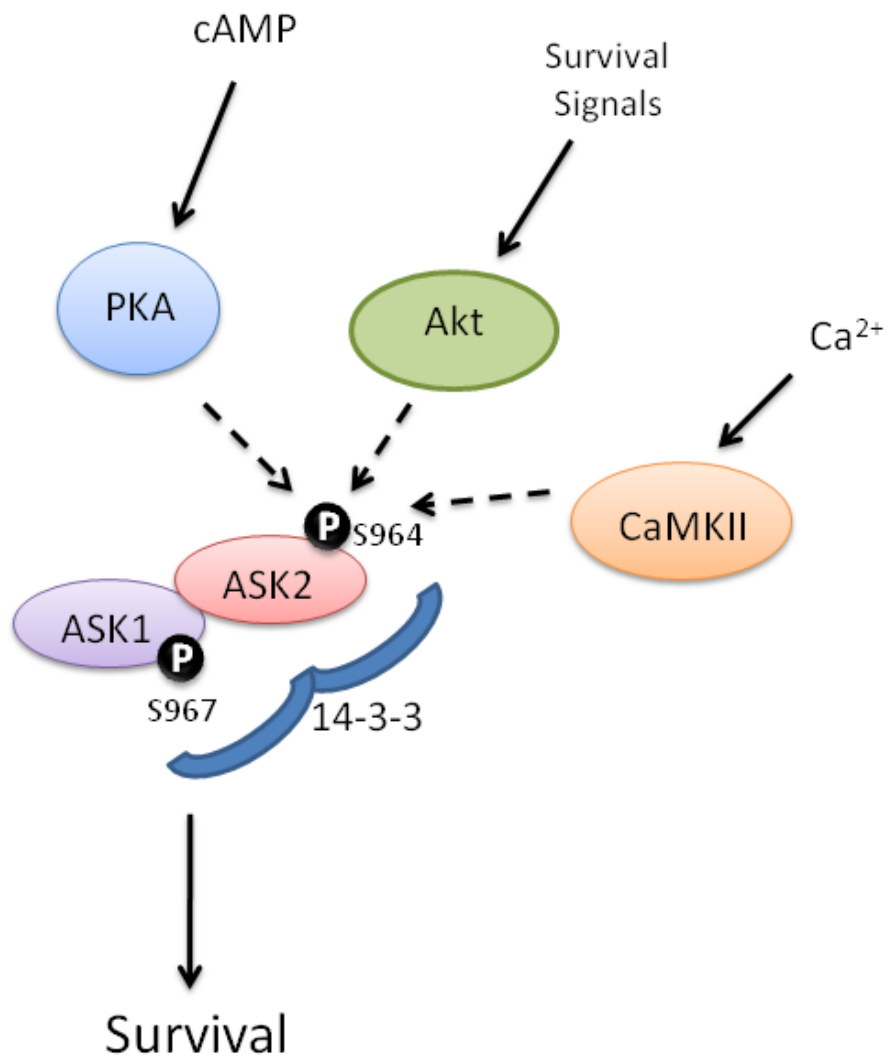 cAMP
Survival
Signals
PKA
Akt
Ca²⁺
P
S964
CaMKII
ASK2
ASK1
P
S967
14-3-3
Survival